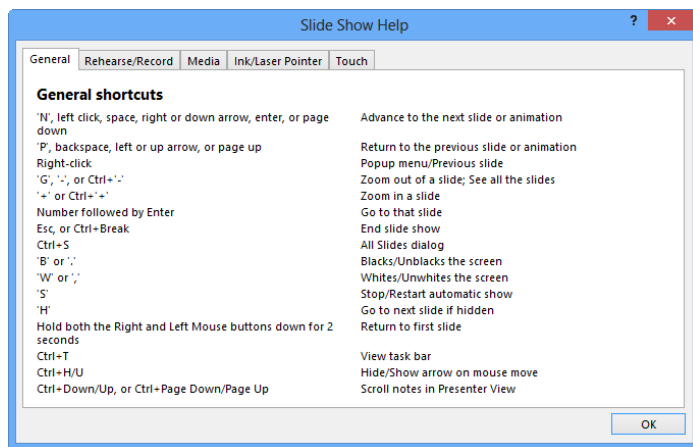 Slide Show Help
General Rehearse/Record Media Ink/Laser Pointer Touch
General shortcuts
'N', left click, space, right or down arrow, enter, or page Advance to the next slide or animation
down
'P', backspace, left or up arrow, or page up Return to the previous slide or animation
Right-click Popup menu/Previous slide
'G', '-', or Ctrl+'-' Zoom out of a slide; See all the slides
'+' or Ctrl+'+' Zoom in a slide
Number followed by Enter Go to that slide
Esc, or Ctrl+Break End slide show
Ctrl+S All Slides dialog
'B' or '.' Blacks/Unblacks the screen
'W' or ',' Whites/Unwhites the screen
'S' Stop/Restart automatic show
'H' Go to next slide if hidden
Hold both the Right and Left Mouse buttons down for 2 Return to first slide
seconds
Ctrl+T View task bar
Ctrl+H/U Hide/Show arrow on mouse move
Ctrl+Down/Up, or Ctrl+Page Down/Page Up Scroll notes in Presenter View
OK